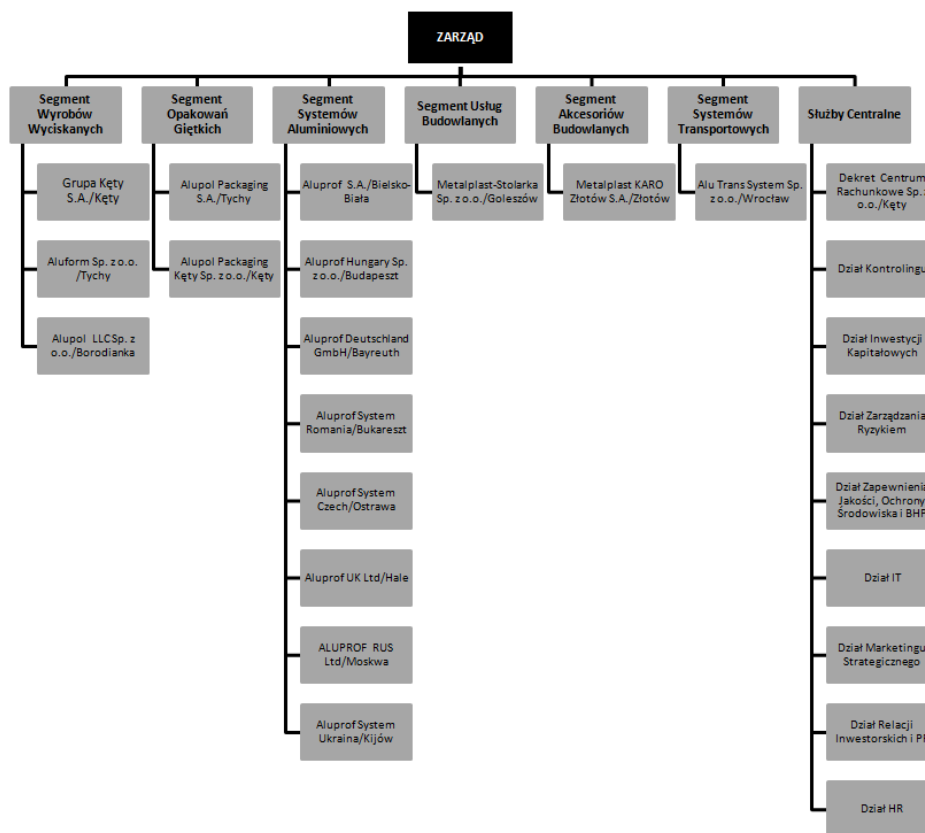 ZARZĄD
Segment
Wyrobów
Wyciskanych
Segment
Opakowań
Giętkich
Segment
Systemów
Aluminiowych
Segment Usług
Budowlanych
Segment
Akcesoriów
Budowlanych
Segment
Systemów
Transportowych
Służby Centralne
Grupa Kęty
S.A./Kęty
Aluform Sp. z o.o.
/Tychy
Alupol LLC Sp. z
o.o./Borodianka
Alupol Packaging
S.A./Tychy
Alupol Packaging
Kęty Sp. z o.o./Kęty
Aluprof S.A./Bielsko-
Biała
Aluprof Hungary Sp.
z o.o./Budapeszt
Aluprof Deutschland
GmbH/Bayreuth
Aluprof System
Romania/Bukareszt
Aluprof System
Czech/Ostrawa
Aluprof UK Ltd/Hale
ALUPROF RUS
Ltd/Moskwa
Aluprof System
Ukraina/Kijów
Metalplast-Stolarka
Sp. z o.o./Goleszów
Metalplast KARO
Złotów S.A./Złotów
Alu Trans System Sp.
z o.o./Wrocław
Dekret Centrum
Rachunkowe Sp. z
o.o./Kęty
Dział Kontrolingu
Dział Inwestycji
Kapitałowych
Dział Zarządzania
Ryzykiem
Dział Zapewnienia
Jakości, Ochrony
Środowiska i BHP
Dział IT
Dział Marketingu
Strategicznego
Dział Relacji
Inwestorskich i PR
Dział HR